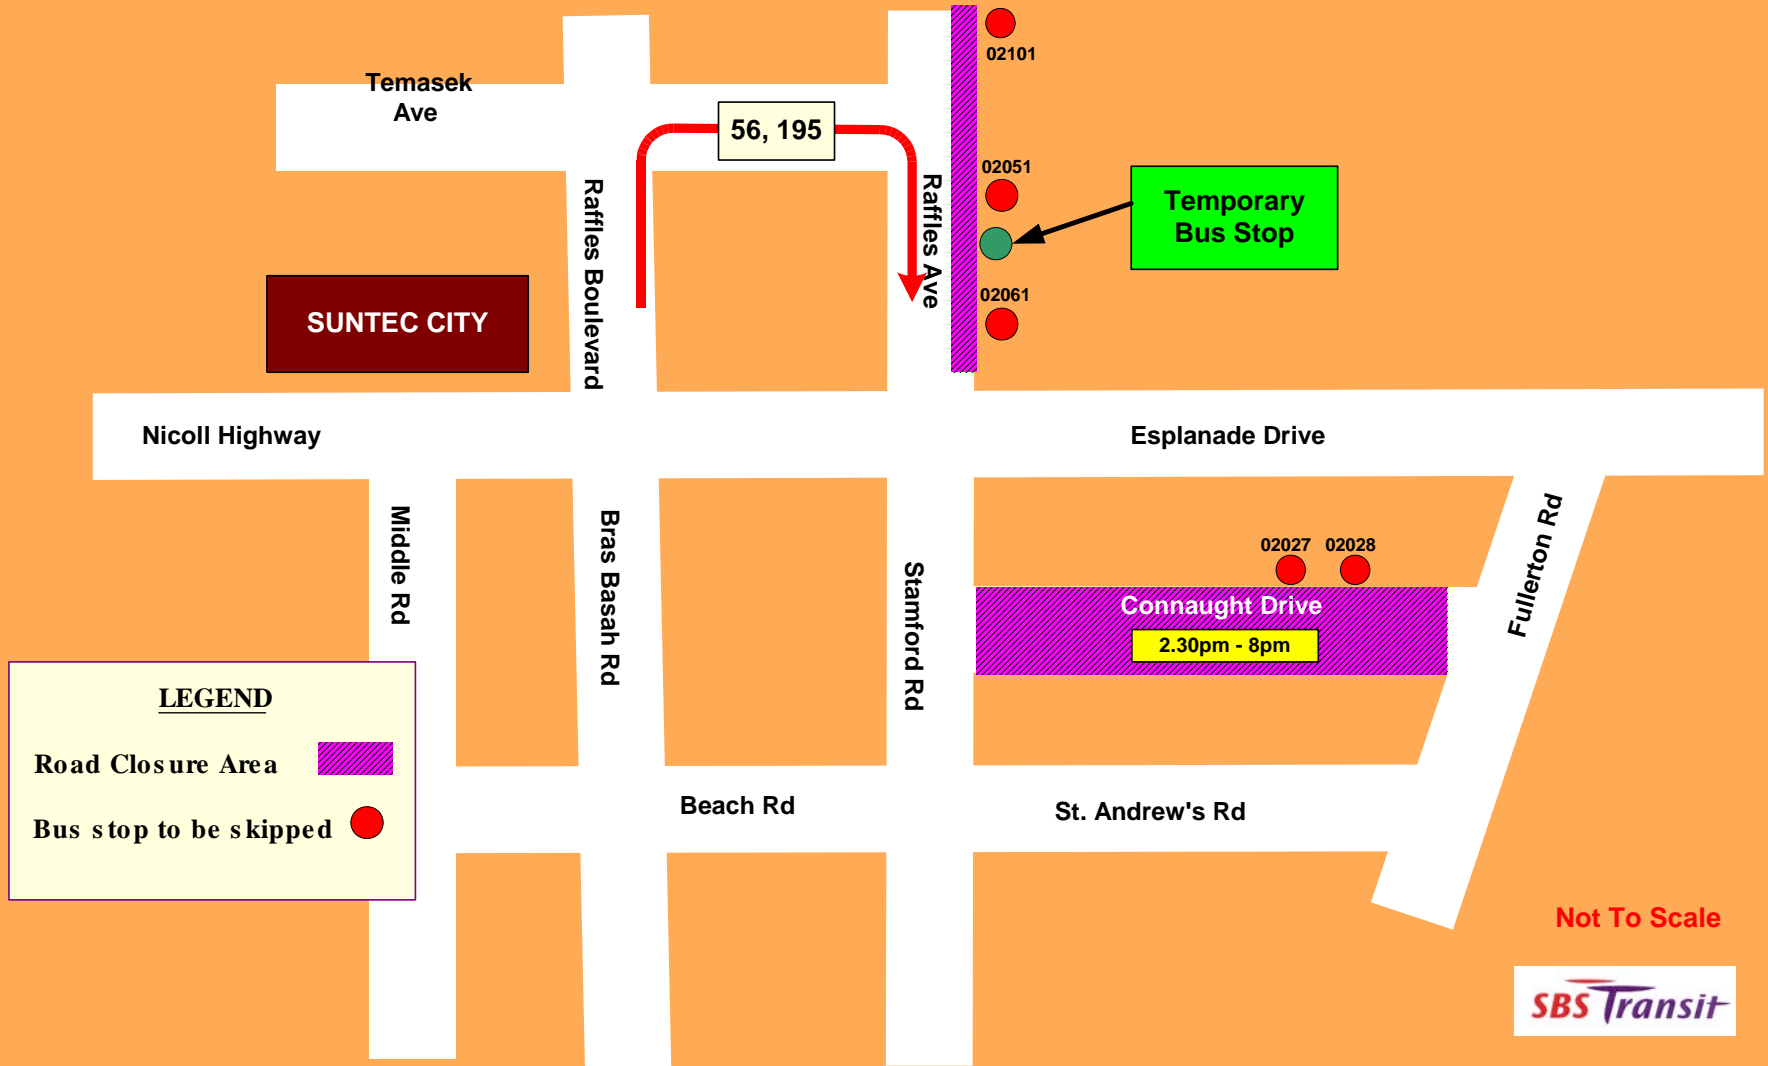 02101
Temasek
Ave
56, 195
02051
Temporary
Bus Stop
Raffles Boulevard
Raffles Ave
02061
SUNTEC CITY
Nicoll Highway
Esplanade Drive
Middle Rd
Bras Basah Rd
Stamford Rd
Fullerton Rd
02027 02028
Connaught Drive
2.30pm - 8pm
LEGEND
Road Closure Area
Bus stop to be skipped
Beach Rd
St. Andrew's Rd
Not To Scale
SBS Transit